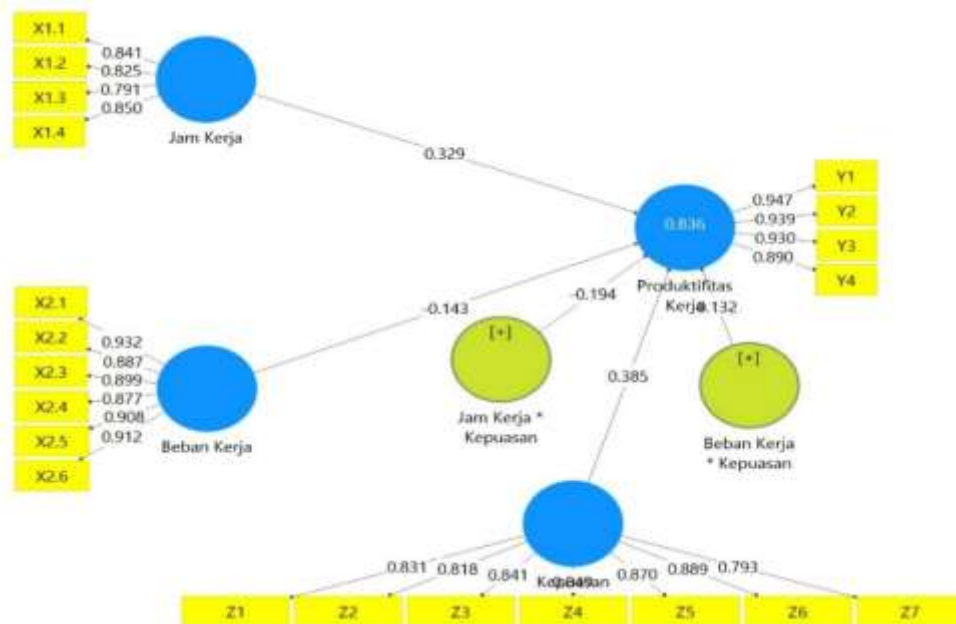 X1.1
0.841
X1.2
0.825
0.791
X1.3
0.850
X1.4
Jam Kerja
0.329
Y1
0.947
Y2
0.939
0.836
0.930
Y3
0.890
Y4
Produktifitas
Kerja
X2.1
-0.143
-0.194
X2.2
0.932
[+]
0.887
X2.3
0.899
[+]
0.877
0.385
X2.4
0.908
X2.5
0.912
Jam Kerja *
Kepuasan
X2.6
Beban Kerja
Beban Kerja
* Kepuasan
0.831
0.818
0.841
Kepuasan
0.870
0.889
0.793
Z1
Z2
Z3
Z4
Z5
Z6
Z7